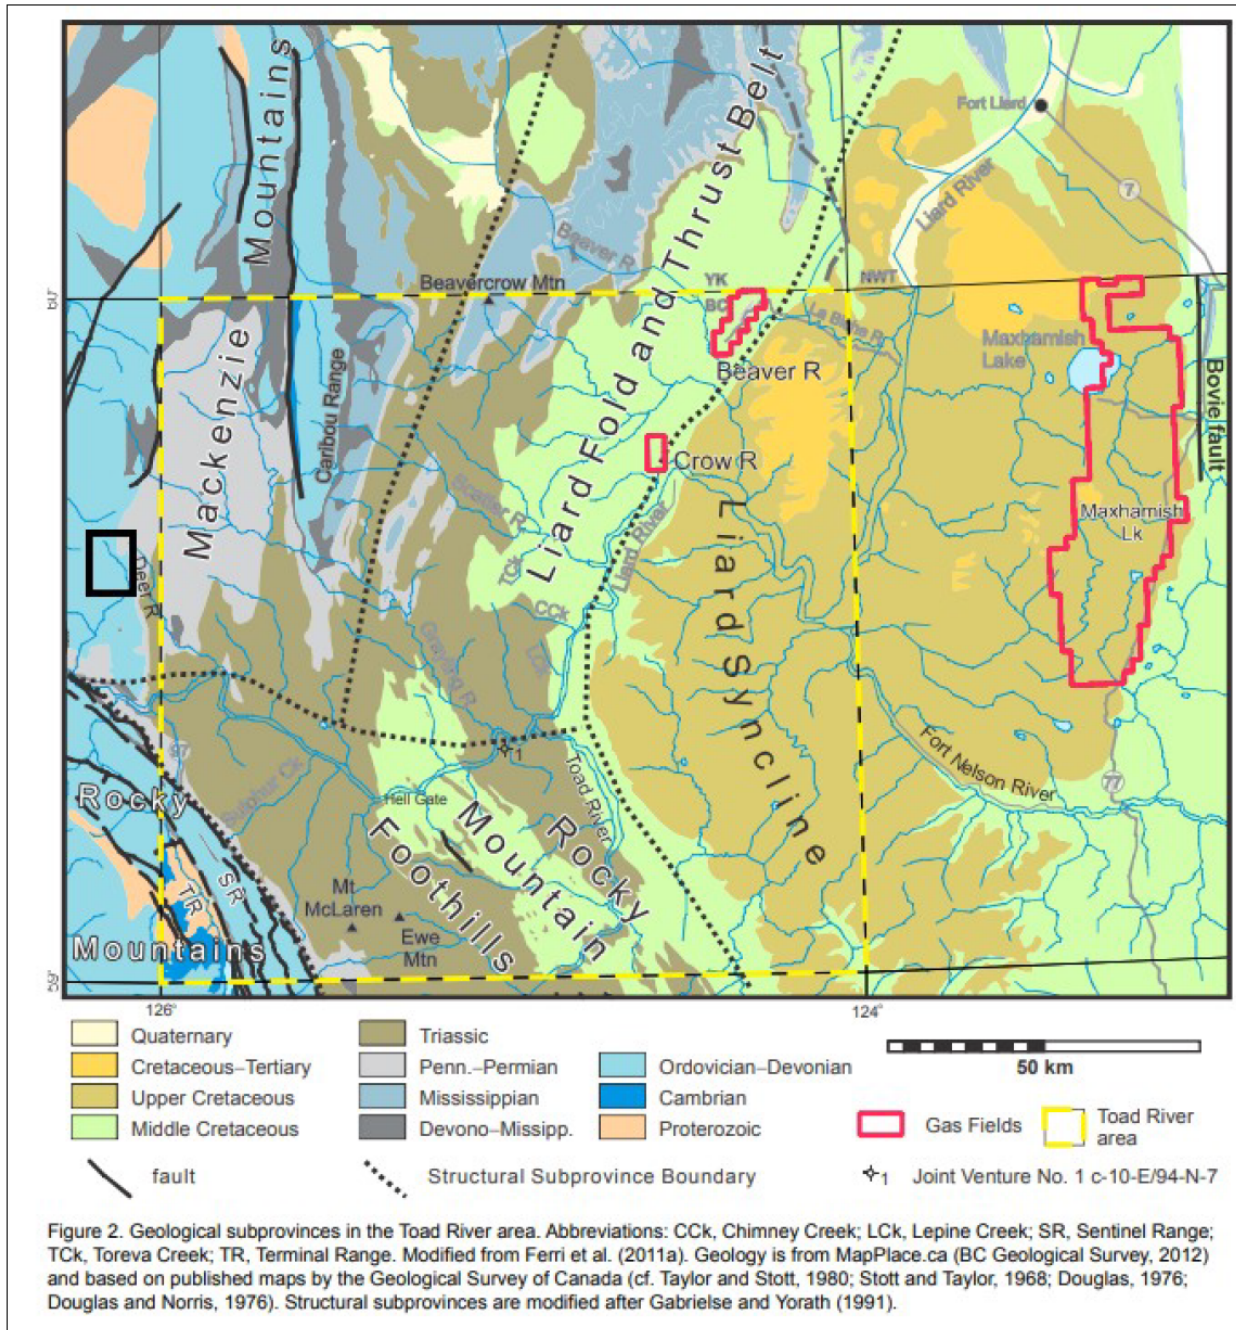 Mountains
Mackenzie
Caribou Range
Beavercrow Mtn
Beaver R
Liard Fold and Thrust Belt
Fort Liard
7
Liard River
YK
BC
NWT
La Biche R
60°
Beaver R
Maxhamish
Lake
Bovie fault
Crow R
Scatter R
Liard River
Maxhamish
Lk
Deer R
TCk
CCk
LCk
Grayling R
Liard Syncline
97
1
Toad River
Fort Nelson River
77
Sulphur Ck
Hell Gate
Rocky
Mountains
TR
SR
Mt
McLaren
Ewe
Mtn
Rocky
Mountain
Foothills
59°
126°
124°
Quaternary
Cretaceous–Tertiary
Upper Cretaceous
Middle Cretaceous
Triassic
Penn.–Permian
Mississippian
Devono–Missipp.
Ordovician–Devonian
Cambrian
Proterozoic
50 km
Gas Fields
Toad River
area
fault
Structural Subprovince Boundary
1 Joint Venture No. 1 c-10-E/94-N-7
Figure 2. Geological subprovinces in the Toad River area. Abbreviations: CCk, Chimney Creek; LCk, Lepine Creek; SR, Sentinel Range;
TCk, Toreva Creek; TR, Terminal Range. Modified from Ferri et al. (2011a). Geology is from MapPlace.ca (BC Geological Survey, 2012)
and based on published maps by the Geological Survey of Canada (cf. Taylor and Stott, 1980; Stott and Taylor, 1968; Douglas, 1976;
Douglas and Norris, 1976). Structural subprovinces are modified after Gabrielse and Yorath (1991).